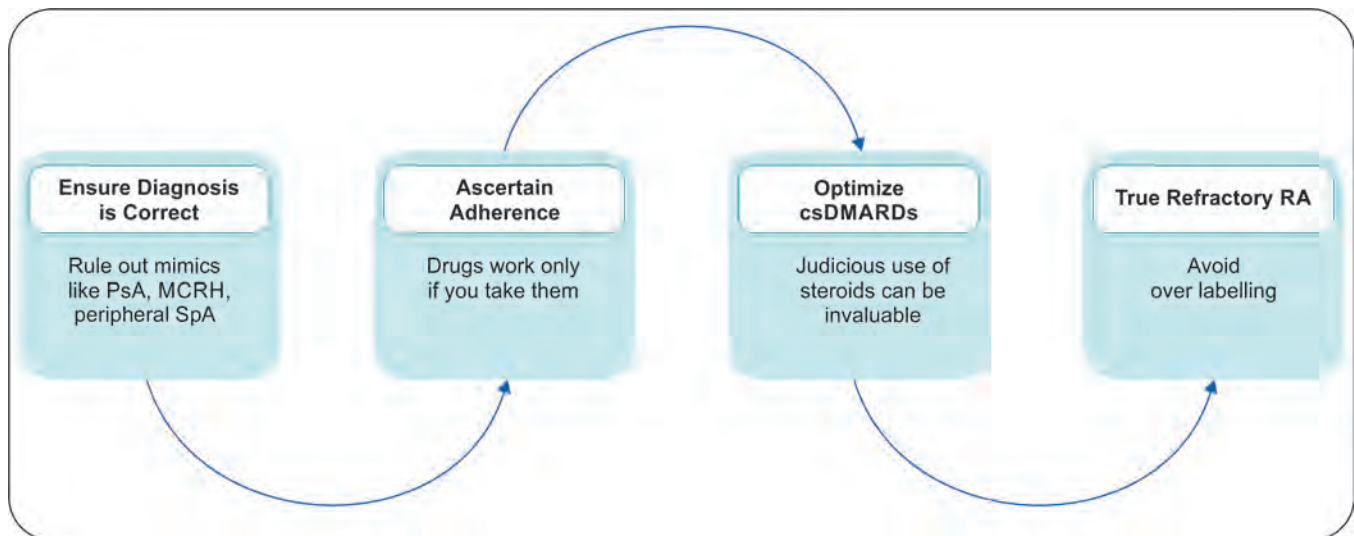 Ensure Diagnosis
is Correct
Rule out mimics
like PsA, MCRH,
peripheral SpA
Ascertain
Adherence
Drugs work only
if you take them
Optimize
csDMARDs
Judicious use of
steroids can be
invaluable
True Refractory RA
Avoid
over labelling